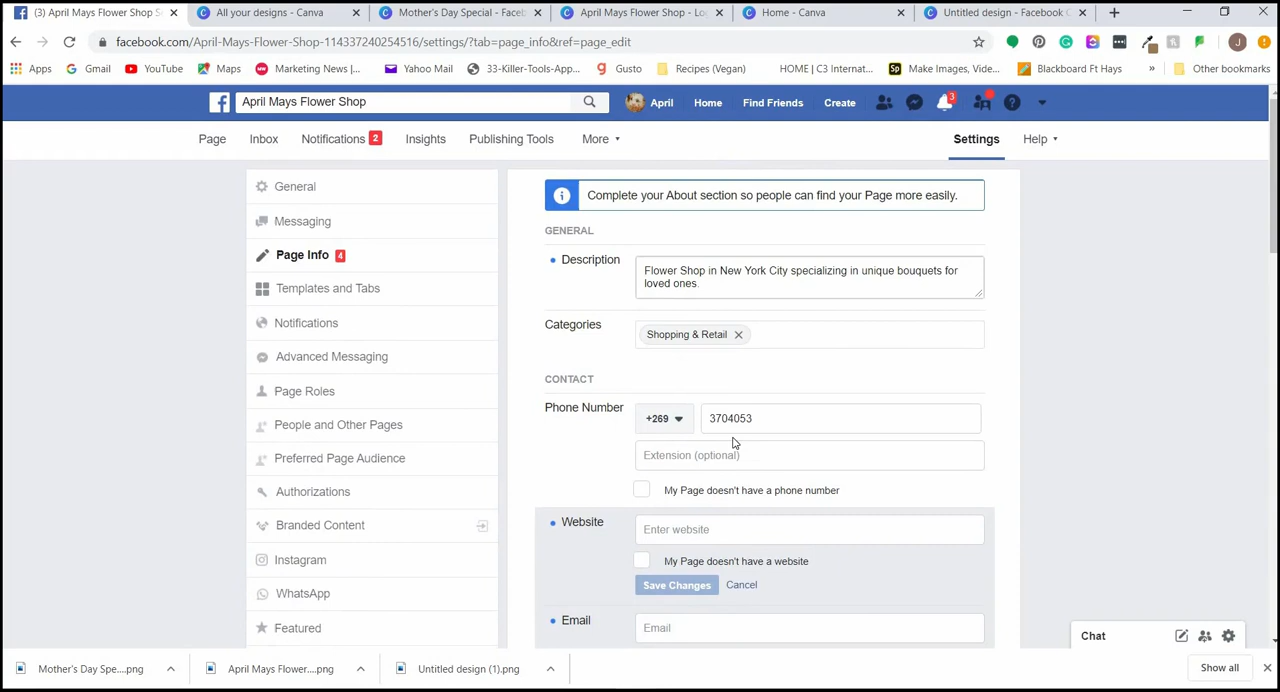 (3) April Mays Flower Shop S
All your designs - Canva
Mother's Day Special - Faceb
April Mays Flower Shop - Lo
Home - Canva
Untitled design - Facebook C
facebook.com/April-Mays-Flower-Shop-114337240254516/settings/?tab=page_info&ref=page_edit
J
Apps
Gmail
YouTube
Maps
Marketing News |...
Yahoo Mail
33-Killer-Tools-App...
Gusto
Recipes (Vegan)
HOME | C3 Internat...
Sp
Make Images, Vide...
Blackboard Ft Hays
»
Other bookmarks
April Mays Flower Shop
April
Home
Find Friends
Create
3
Page
Inbox
Notifications 2
Insights
Publishing Tools
More
Settings
Help
General
Messaging
Page Info 4
Templates and Tabs
Notifications
Advanced Messaging
Page Roles
People and Other Pages
Preferred Page Audience
Authorizations
Branded Content
Instagram
WhatsApp
Featured
Complete your About section so people can find your Page more easily.
GENERAL
Description
Flower Shop in New York City specializing in unique bouquets for
loved ones.
Categories
Shopping & Retail
CONTACT
Phone Number
+269
3704053
Extension (optional)
My Page doesn't have a phone number
Website
Enter website
My Page doesn't have a website
Save Changes
Cancel
Email
Email
Chat
Mother's Day Spe....png
April Mays Flower....png
Untitled design (1).png
Show all